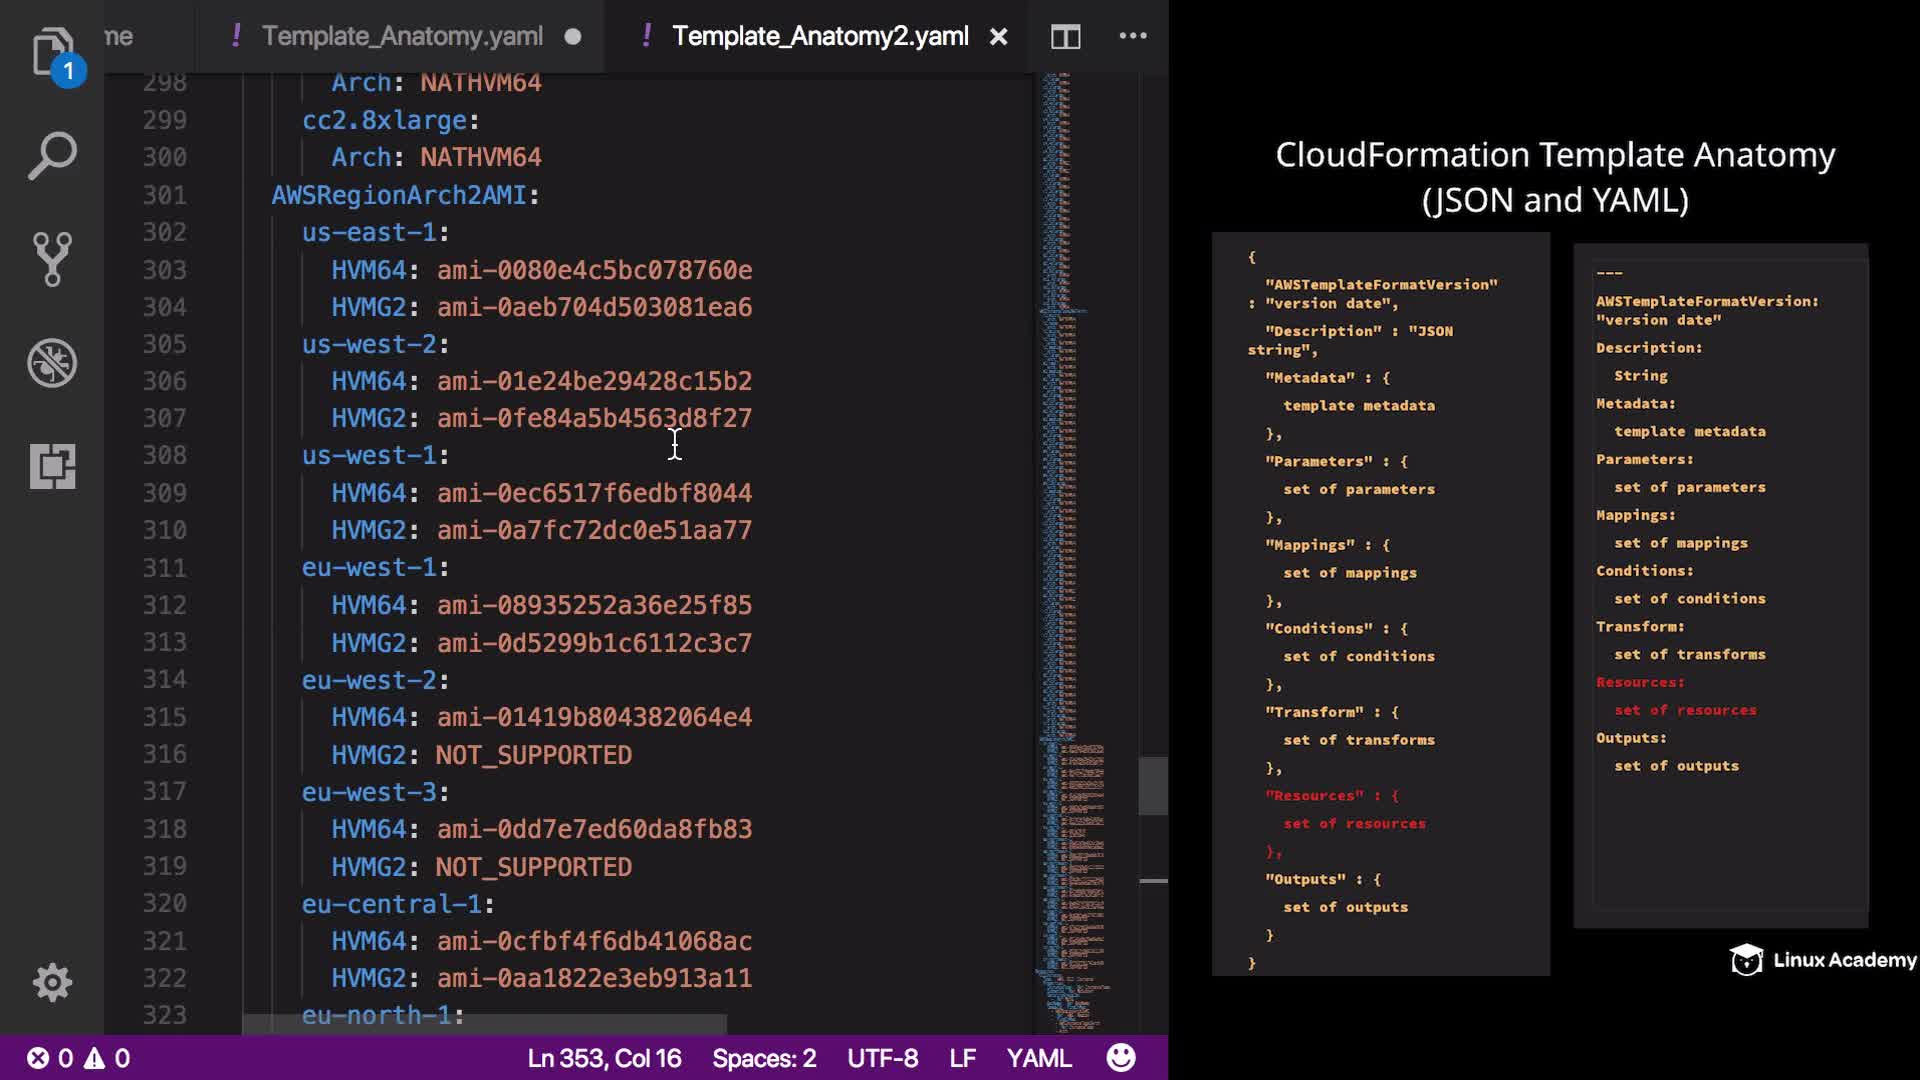 me
! Template_Anatomy.yaml
! Template_Anatomy2.yaml
1
298 Arch: NATHVM64
299 cc2.8xlarge:
300 Arch: NATHVM64
301 AWSRegionArch2AMI:
302 us-east-1:
303 HVM64: ami-0080e4c5bc078760e
304 HVMG2: ami-0aeb704d503081ea6
305 us-west-2:
306 HVM64: ami-01e24be29428c15b2
307 HVMG2: ami-0fe84a5b4563d8f27
308 us-west-1:
309 HVM64: ami-0ec6517f6edbf8044
310 HVMG2: ami-0a7fc72dc0e51aa77
311 eu-west-1:
312 HVM64: ami-08935252a36e25f85
313 HVMG2: ami-0d5299b1c6112c3c7
314 eu-west-2:
315 HVM64: ami-01419b804382064e4
316 HVMG2: NOT_SUPPORTED
317 eu-west-3:
318 HVM64: ami-0dd7e7ed60da8fb83
319 HVMG2: NOT_SUPPORTED
320 eu-central-1:
321 HVM64: ami-0cfbf4f6db41068ac
322 HVMG2: ami-0aa1822e3eb913a11
323 eu-north-1:
0 0 Ln 353, Col 16 Spaces: 2 UTF-8 LF YAML
CloudFormation Template Anatomy
(JSON and YAML)
{
"AWSTemplateFormatVersion"
: "version date",
"Description" : "JSON
string",
"Metadata" : {
template metadata
},
"Parameters" : {
set of parameters
},
"Mappings" : {
set of mappings
},
"Conditions" : {
set of conditions
},
"Transform" : {
set of transforms
},
"Resources" : {
set of resources
},
"Outputs" : {
set of outputs
}
}
---
AWSTemplateFormatVersion:
"version date"
Description:
String
Metadata:
template metadata
Parameters:
set of parameters
Mappings:
set of mappings
Conditions:
set of conditions
Transform:
set of transforms
Resources:
set of resources
Outputs:
set of outputs
Linux Academy